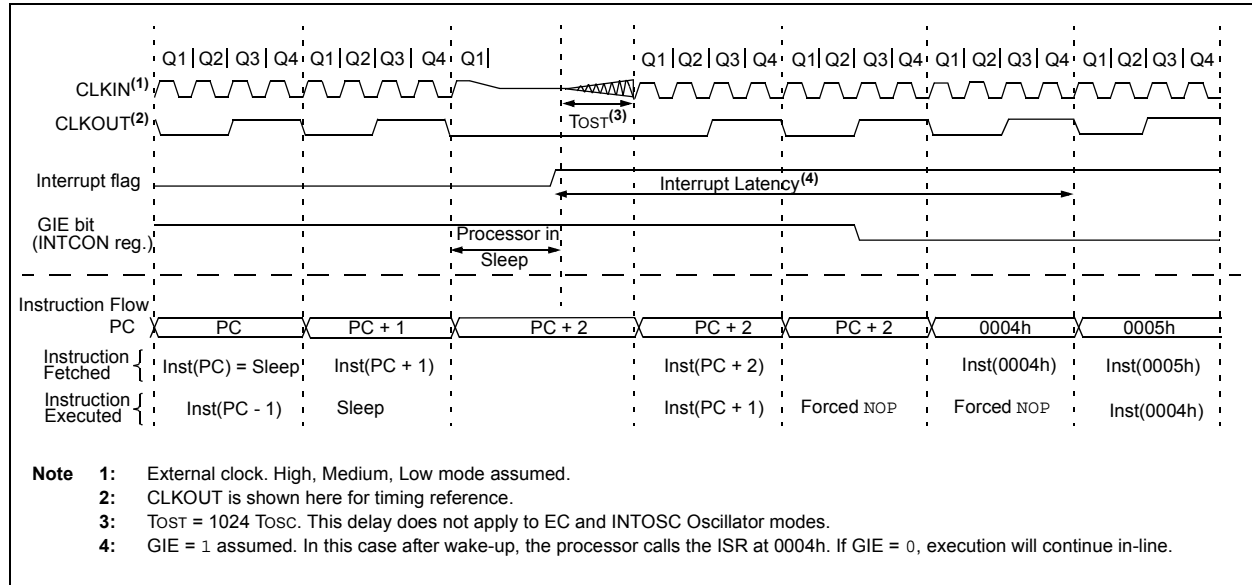 Q1 Q2 Q3 Q4 Q1 Q2 Q3 Q4 Q1 Q1 Q2 Q3 Q4 Q1 Q2 Q3 Q4 Q1 Q2 Q3 Q4 Q1 Q2 Q3 Q4
CLKIN(1)
TOST(3)
CLKOUT(2)
Interrupt flag
Interrupt Latency(4)
GIE bit
(INTCON reg.)
Processor in
Sleep
Instruction Flow
PC PC PC + 1 PC + 2 PC + 2 PC + 2 0004h 0005h
Instruction
Fetched
Inst(PC) = Sleep Inst(PC + 1) Inst(PC + 2) Inst(0004h) Inst(0005h)
Instruction
Executed
Inst(PC - 1) Sleep Inst(PC + 1) Forced NOP Forced NOP Inst(0004h)
Note 1: External clock. High, Medium, Low mode assumed.
2: CLKOUT is shown here for timing reference.
3: TOST = 1024 TOSC. This delay does not apply to EC and INTOSC Oscillator modes.
4: GIE = 1 assumed. In this case after wake-up, the processor calls the ISR at 0004h. If GIE = 0, execution will continue in-line.